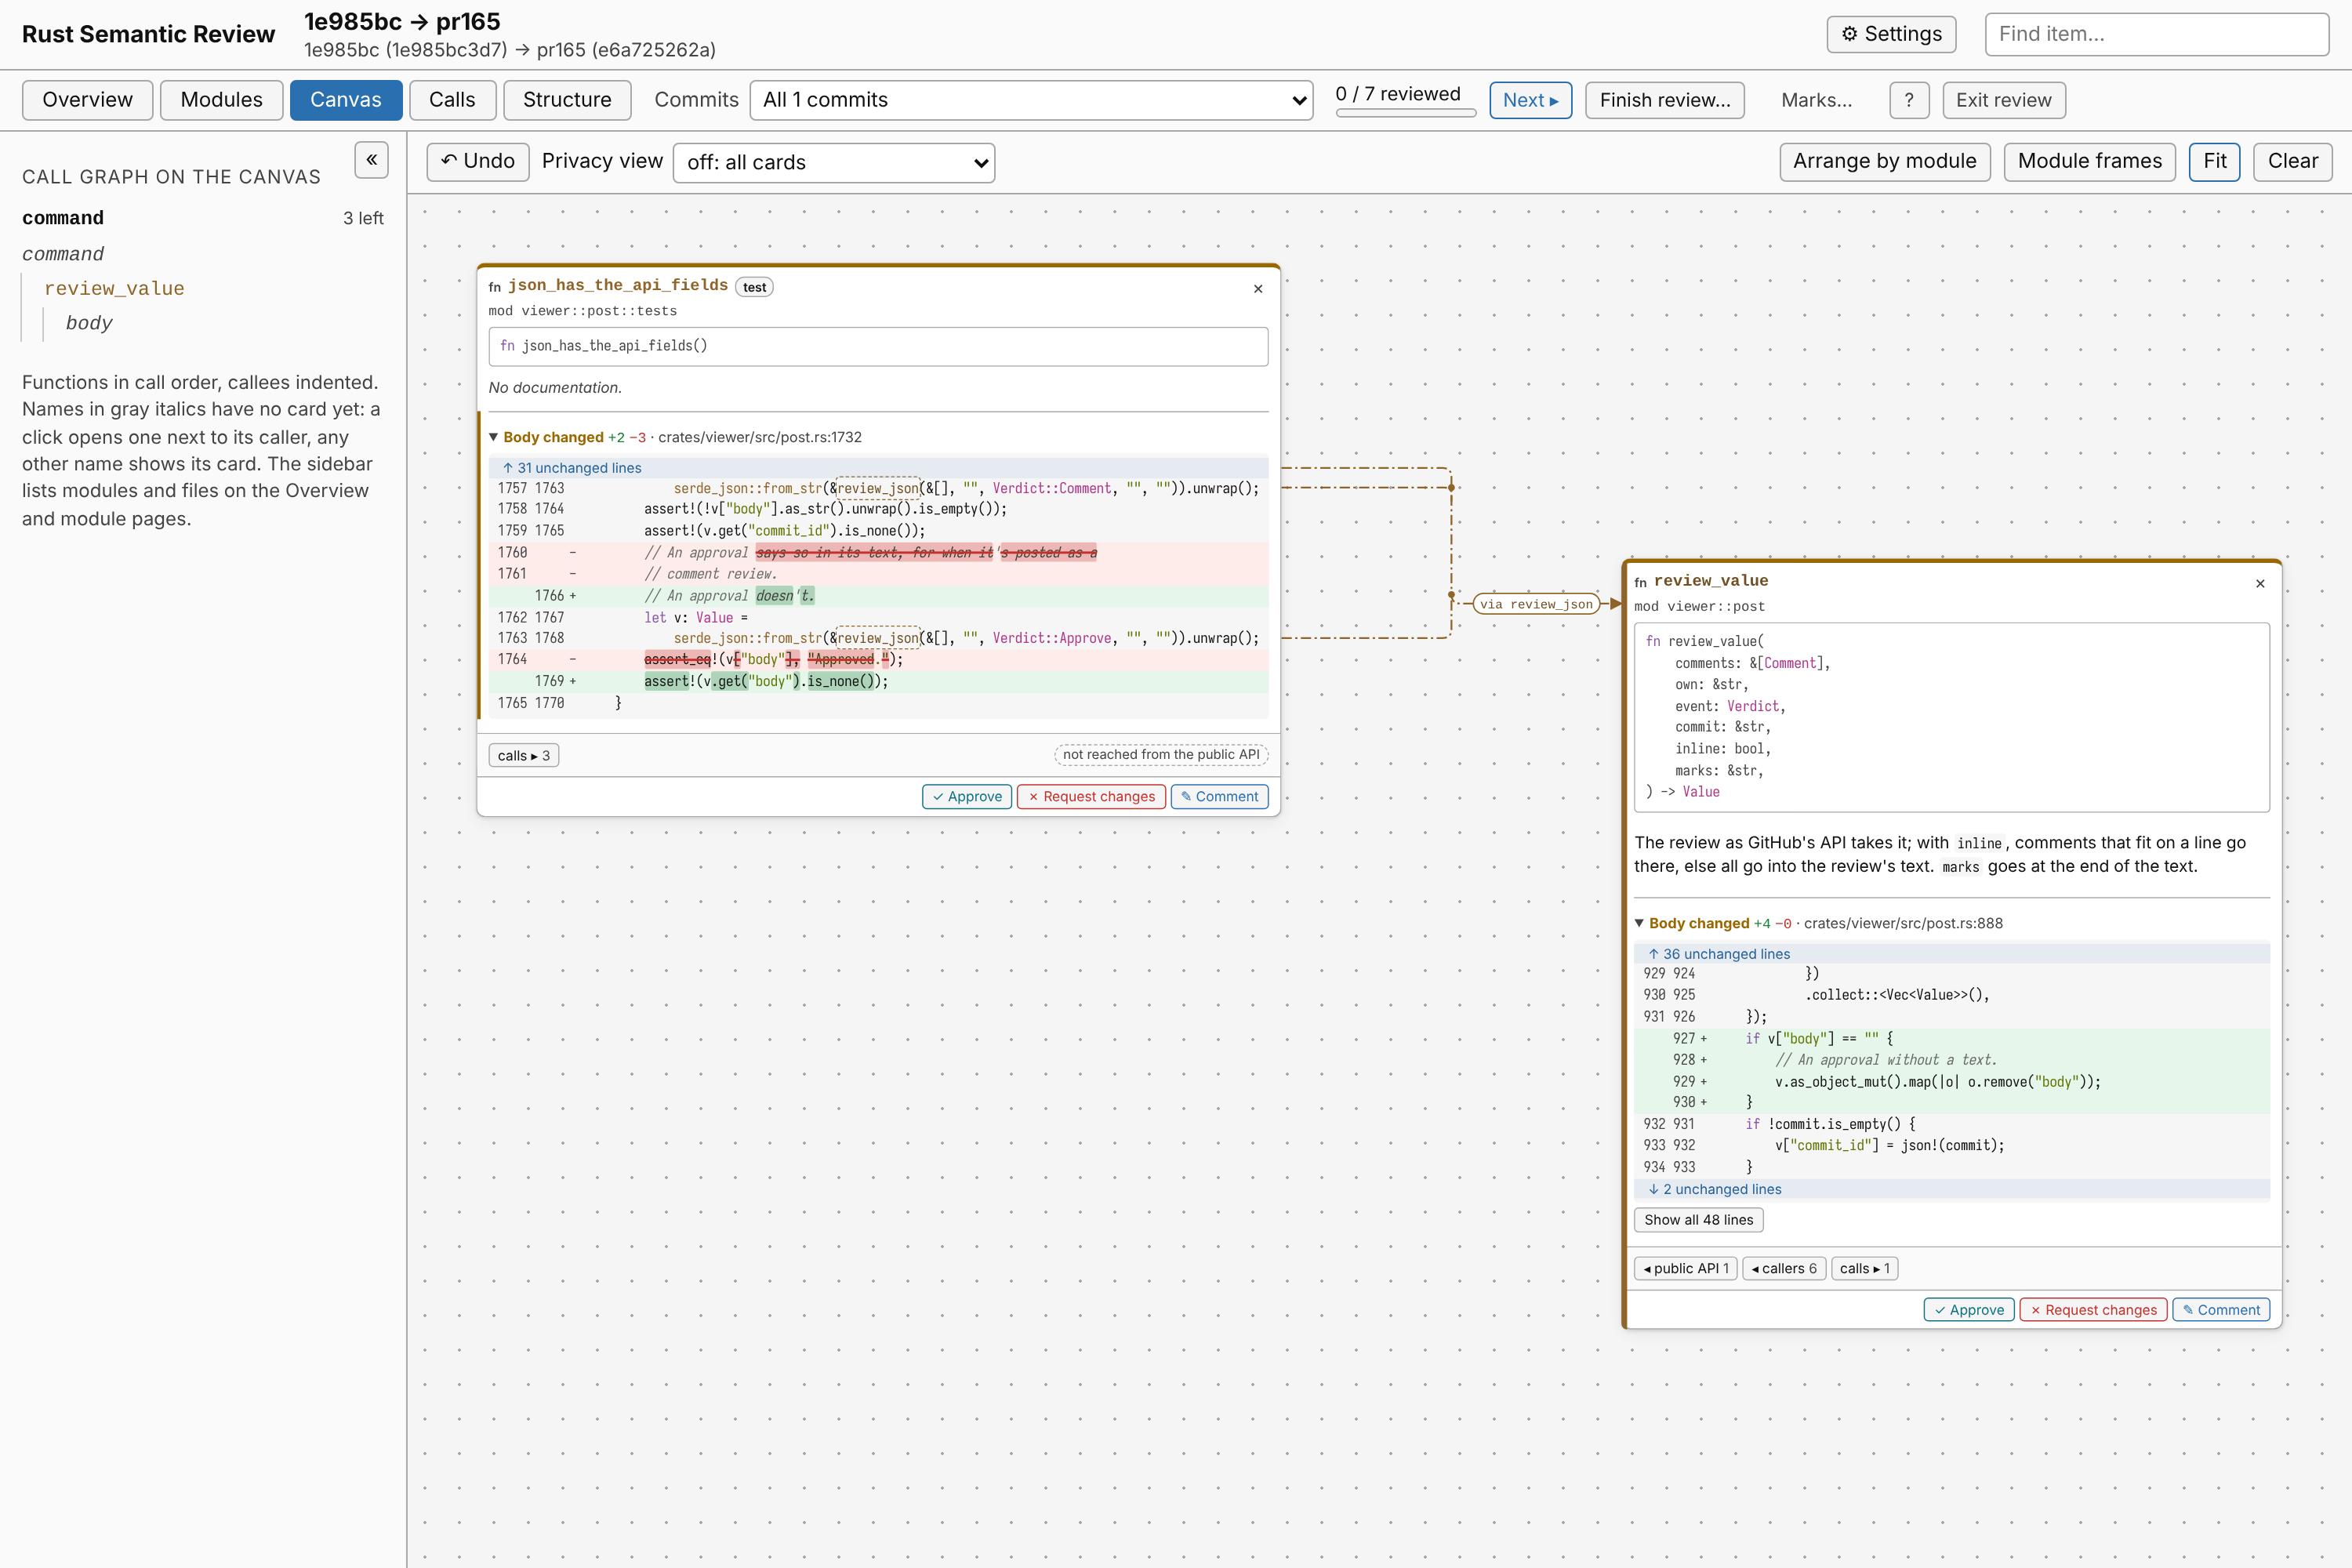 Rust Semantic Review
1e985bc → pr165
1e985bc (1e985bc3d7) → pr165 (e6a725262a)
⚙ Settings
Find item...
Overview
Modules
Canvas
Calls
Structure
Commits
All 1 commits
0 / 7 reviewed
Next ▸
Finish review...
Marks...
?
Exit review
«
CALL GRAPH ON THE CANVAS
command 3 left
command
review_value
body
Functions in call order, callees indented.
Names in gray italics have no card yet: a
click opens one next to its caller, any
other name shows its card. The sidebar
lists modules and files on the Overview
and module pages.
↶ Undo
Privacy view
off: all cards
Arrange by module
Module frames
Fit
Clear
fn json_has_the_api_fields test ×
mod viewer::post::tests
fn json_has_the_api_fields()
No documentation.
▼ Body changed +2 −3 · crates/viewer/src/post.rs:1732
↑ 31 unchanged lines
1757 1763 serde_json::from_str(&review_json(&[], "", Verdict::Comment, "", "")).unwrap();
1758 1764 assert!(!v["body"].as_str().unwrap().is_empty());
1759 1765 assert!(v.get("commit_id").is_none());
1760 − // An approval says so in its text, for when it's posted as a
1761 − // comment review.
1766 + // An approval doesn't.
1762 1767 let v: Value =
1763 1768 serde_json::from_str(&review_json(&[], "", Verdict::Approve, "", "")).unwrap();
1764 − assert_eq!(v["body"], "Approved.");
1769 + assert!(v.get("body").is_none());
1765 1770 }
calls ▸ 3
not reached from the public API
✓ Approve
× Request changes
✎ Comment
via review_json
fn review_value ×
mod viewer::post
fn review_value(
comments: &[Comment],
own: &str,
event: Verdict,
commit: &str,
inline: bool,
marks: &str,
) -> Value
The review as GitHub's API takes it; with inline, comments that fit on a line go
there, else all go into the review's text. marks goes at the end of the text.
▼ Body changed +4 −0 · crates/viewer/src/post.rs:888
↑ 36 unchanged lines
929 924 })
930 925 .collect::<Vec<Value>>(),
931 926 });
927 + if v["body"] == "" {
928 + // An approval without a text.
929 + v.as_object_mut().map(|o| o.remove("body"));
930 + }
932 931 if !commit.is_empty() {
933 932 v["commit_id"] = json!(commit);
934 933 }
↓ 2 unchanged lines
Show all 48 lines
◂ public API 1
◂ callers 6
calls ▸ 1
✓ Approve
× Request changes
✎ Comment